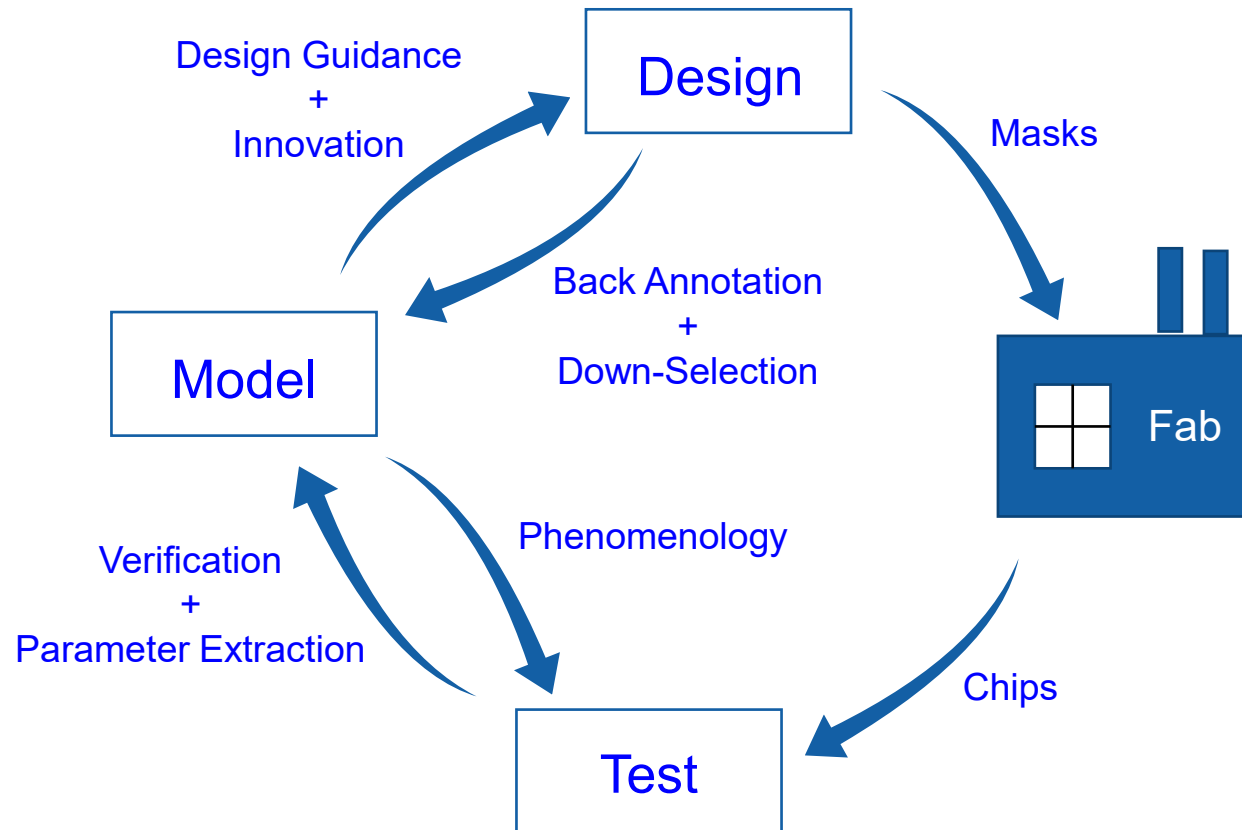 Design Guidance
+
Innovation
Design
Masks
Back Annotation
+
Down-Selection
Model
Fab
Phenomenology
Verification
+
Parameter Extraction
Chips
Test